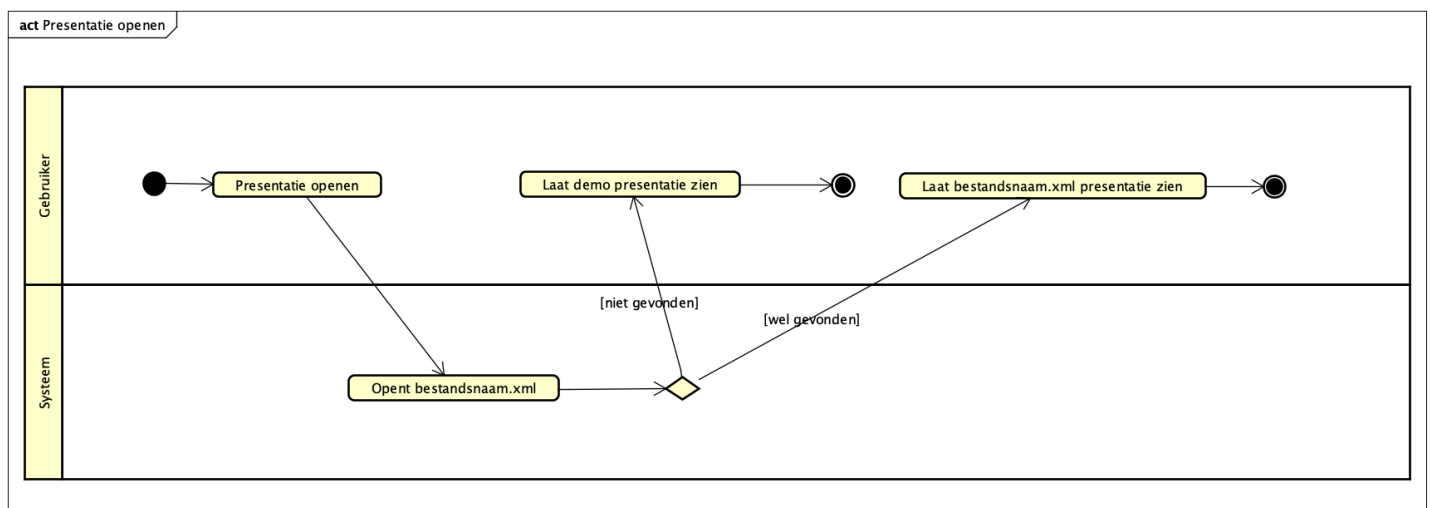 act Presentatie openen
Gebruiker
Presentatie openen
Laat demo presentatie zien
Laat bestandsnaam.xml presentatie zien
[niet gevonden]
[wel gevonden]
Systeem
Opent bestandsnaam.xml